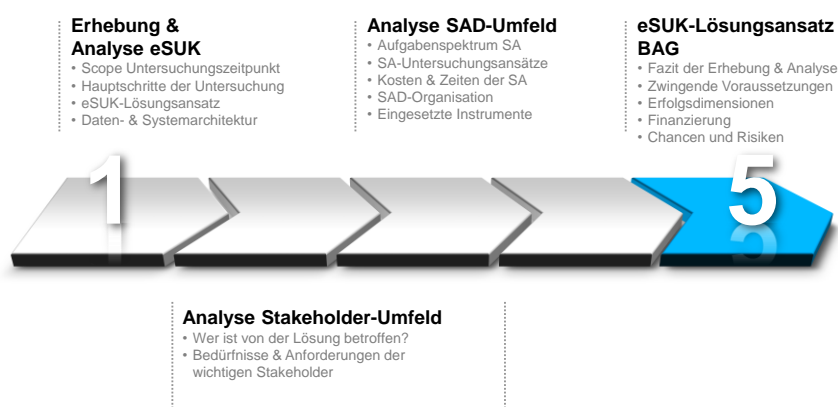 Erhebung &
Analyse eSUK
• Scope Untersuchungszeitpunkt
• Hauptschritte der Untersuchung
• eSUK-Lösungsansatz
• Daten- & Systemarchitektur
Analyse SAD-Umfeld
• Aufgabenspektrum SA
• SA-Untersuchungsansätze
• Kosten & Zeiten der SA
• SAD-Organisation
• Eingesetzte Instrumente
eSUK-Lösungsansatz
BAG
• Fazit der Erhebung & Analyse
• Zwingende Voraussetzungen
• Erfolgsdimensionen
• Finanzierung
• Chancen und Risiken
1
5
Analyse Stakeholder-Umfeld
• Wer ist von der Lösung betroffen?
• Bedürfnisse & Anforderungen der
wichtigen Stakeholder